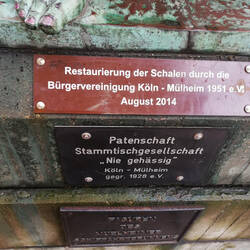 Restaurierung der Schalen durch die
Bürgervereinigung Köln - Mülheim 1951 e.V.
August 2014
Patenschaft
Stammtischgesellschaft
„Nie gehässig"
Köln - Mülheim
gegr. 1928 e.V.
DES